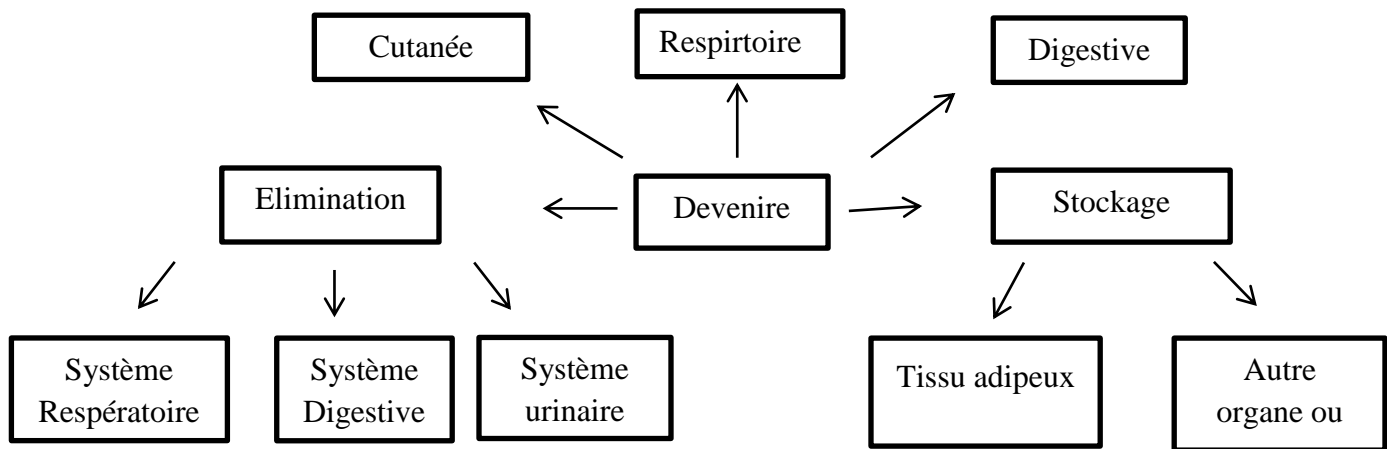 Cutanée
Respirtoire
Digestive
Elimination
Devenire
Stockage
Système
Respératoire
Système
Digestive
Système
urinaire
Tissu adipeux
Autre
organe ou